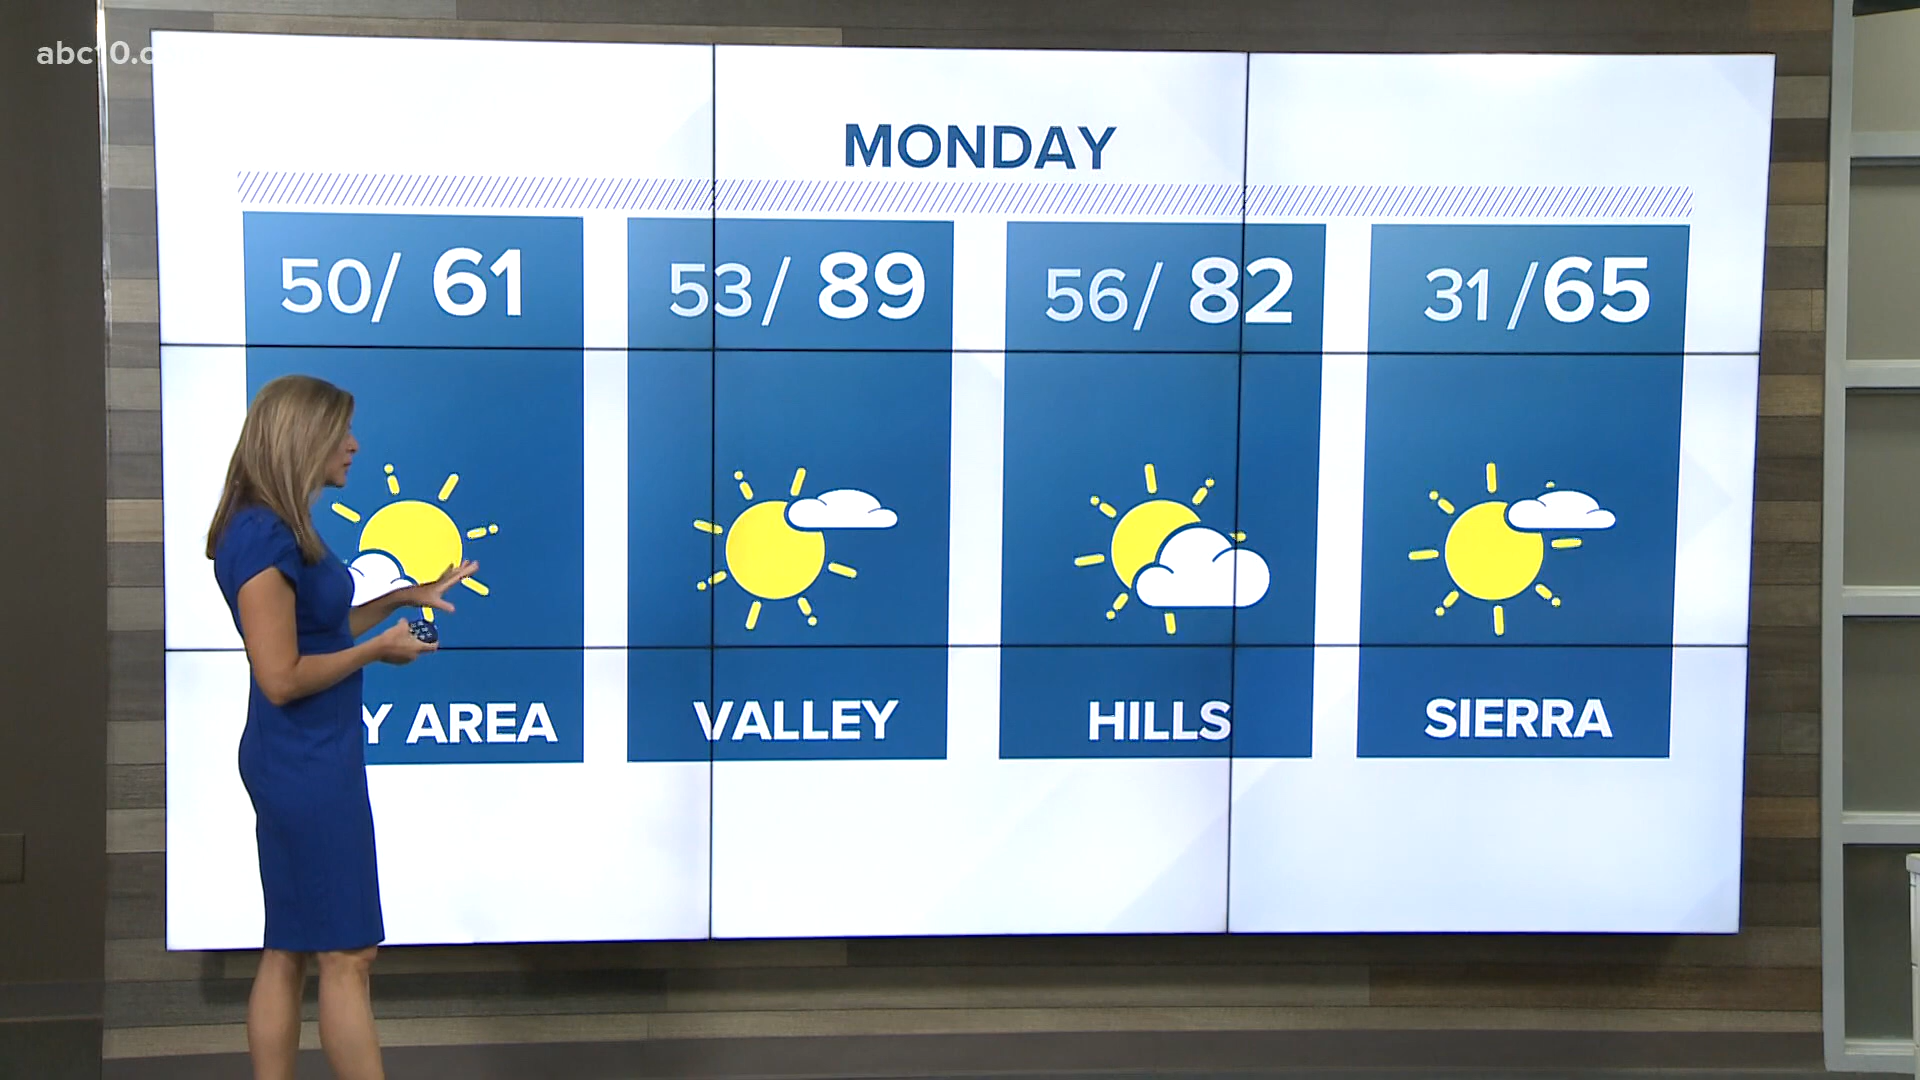 abc10.c
MONDAY
50/ 61
53/ 89
56/ 82
31/65
Y AREA
VALLEY
HILLS
SIERRA